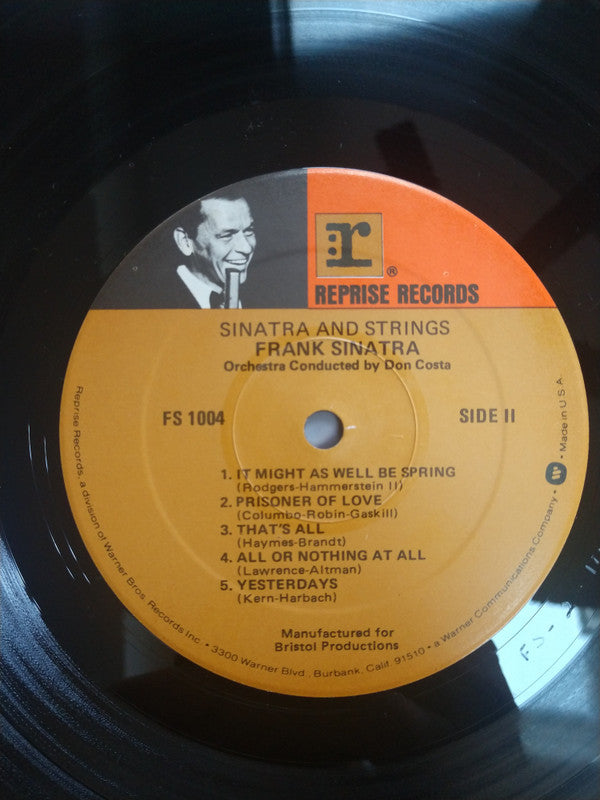 r
®
REPRISE RECORDS
SINATRA AND STRINGS
FRANK SINATRA
Orchestra Conducted by Don Costa
FS 1004
SIDE II
1. IT MIGHT AS WELL BE SPRING
(Rodgers-Hammerstein II)
2. PRISONER OF LOVE
(Columbo-Robin-Gaskill)
3. THAT'S ALL
(Haymes-Brandt)
4. ALL OR NOTHING AT ALL
(Lawrence-Altman)
5. YESTERDAYS
(Kern-Harbach)
Manufactured for
Bristol Productions
Reprise Records, a division of Warner Bros. Records Inc. • 3300 Warner Blvd., Burbank, Calif. 91510 • a Warner Communications Company • Made in U.S.A.
FS-